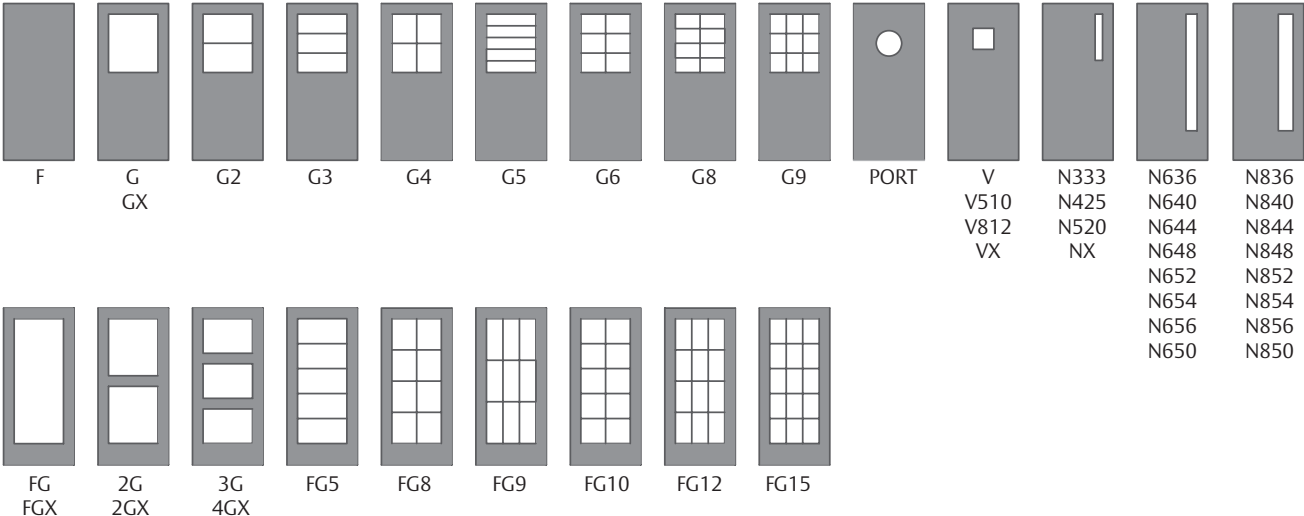 F G G2 G3 G4 G5 G6 G8 G9 PORT V N333 N636 N836
GX V510 N425 N640 N840
V812 N520 N644 N844
VX NX N648 N848
N652 N852
N654 N854
N656 N856
N650 N850
FG 2G 3G FG5 FG8 FG9 FG10 FG12 FG15
FGX 2GX 4GX